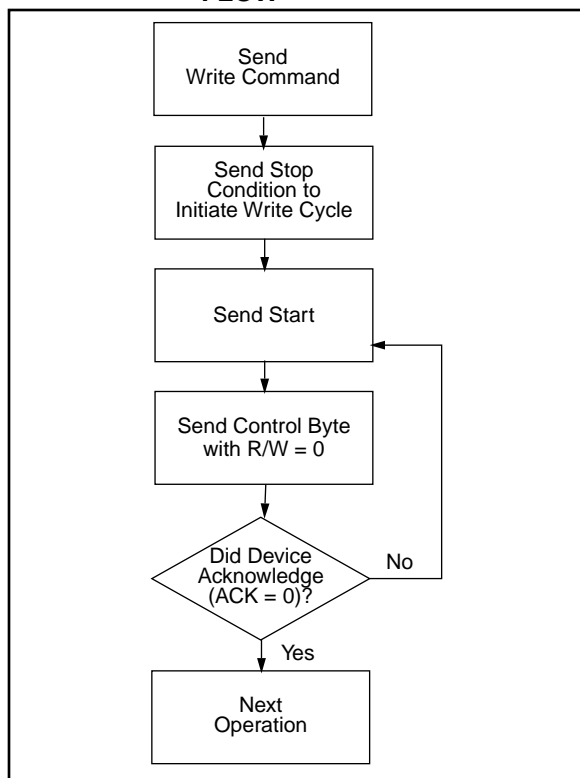 Send
Write Command
Send Stop
Condition to
Initiate Write Cycle
Send Start
Send Control Byte
with R/W = 0
Did Device
Acknowledge
(ACK = 0)?
No
Yes
Next
Operation